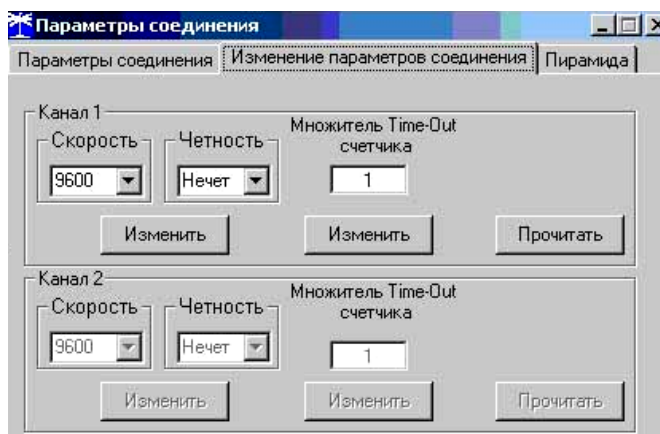 Параметры соединения
Параметры соединения Изменение параметров соединения Пирамида
Канал 1
Скорость Четность Множитель Time-Out счетчика
9600 Нечет 1
Изменить Изменить Прочитать
Канал 2
Скорость Четность Множитель Time-Out счетчика
9600 Нечет 1
Изменить Изменить Прочитать